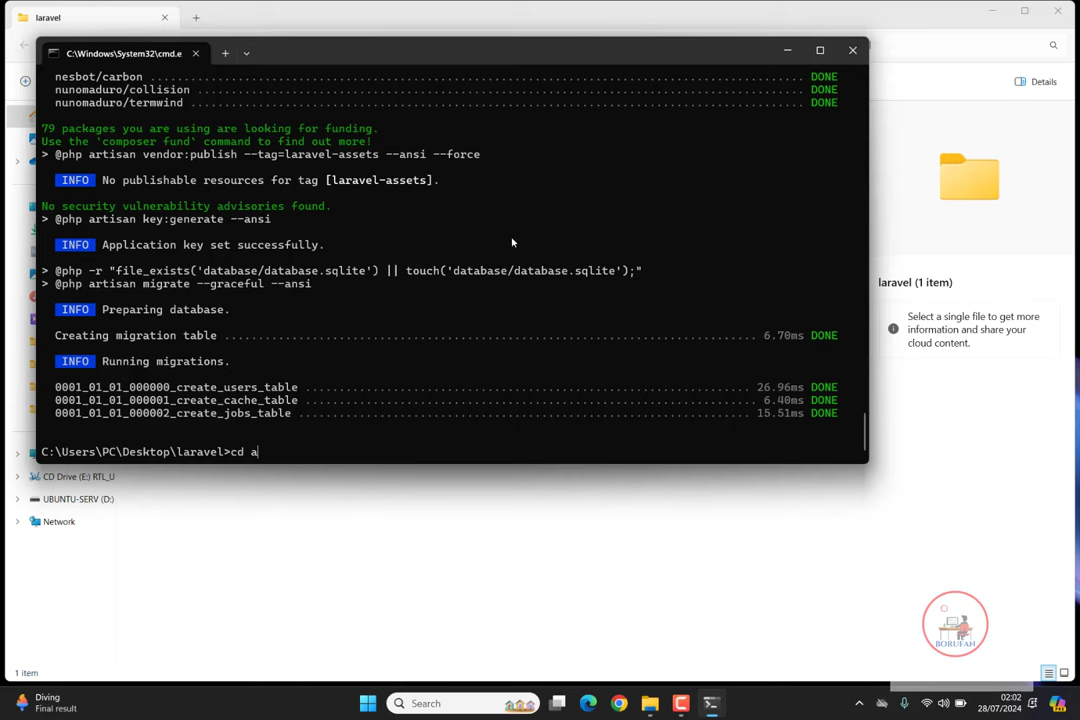 laravel
C:\Windows\System32\cmd.e
Details
nesbot/carbon ........ DONE
nunomaduro/collision ........ DONE
nunomaduro/termwind ........ DONE
79 packages you are using are looking for funding.
Use the `composer fund` command to find out more!
> @php artisan vendor:publish --tag=laravel-assets --ansi --force
INFO No publishable resources for tag [laravel-assets].
No security vulnerability advisories found.
> @php artisan key:generate --ansi
INFO Application key set successfully.
> @php -r "file_exists('database/database.sqlite') || touch('database/database.sqlite');"
> @php artisan migrate --graceful --ansi
INFO Preparing database.
Creating migration table ........ 6.70ms DONE
INFO Running migrations.
0001_01_01_000000_create_users_table ........ 26.96ms DONE
0001_01_01_000001_create_cache_table ........ 6.40ms DONE
0001_01_01_000002_create_jobs_table ........ 15.51ms DONE
C:\Users\PC\Desktop\laravel>cd a
laravel (1 item)
Select a single file to get more
information and share your
cloud content.
CD Drive (E:) RTL_U
UBUNTU-SERV (D:)
Network
BORUFAN
1 item
Diving
Final result
Search
02:02
28/07/2024